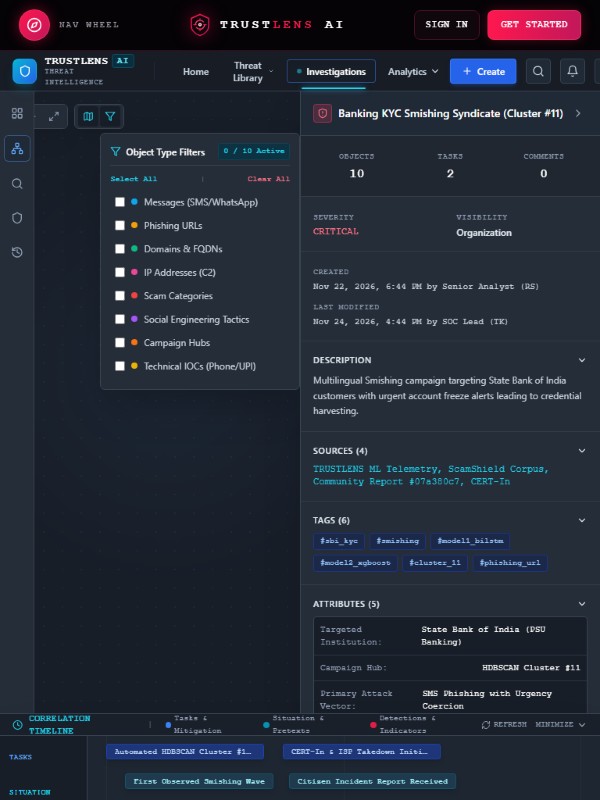 NAV WHEEL
TRUSTLENS AI
SIGN IN
GET STARTED
TRUSTLENS AI
THREAT
INTELLIGENCE
Home
Threat
Library
Investigations
Analytics
+ Create
Object Type Filters
0 / 10 Active
Select All | Clear All
Messages (SMS/WhatsApp)
Phishing URLs
Domains & FQDNs
IP Addresses (C2)
Scam Categories
Social Engineering Tactics
Campaign Hubs
Technical IOCs (Phone/UPI)
Banking KYC Smishing Syndicate (Cluster #11)
OBJECTS TASKS COMMENTS
10 2 0
SEVERITY VISIBILITY
CRITICAL Organization
CREATED
Nov 22, 2026, 6:44 PM by Senior Analyst (RS)
LAST MODIFIED
Nov 24, 2026, 4:44 PM by SOC Lead (TK)
DESCRIPTION
Multilingual Smishing campaign targeting State Bank of India
customers with urgent account freeze alerts leading to credential
harvesting.
SOURCES (4)
TRUSTLENS ML Telemetry, ScamShield Corpus,
Community Report #07a380c7, CERT-In
TAGS (6)
#sbi_kyc #smishing #model1_bilstm
#model2_xgboost #cluster_11 #phishing_url
ATTRIBUTES (5)
Targeted State Bank of India (PSU
Institution: Banking)
Campaign Hub: HDBSCAN Cluster #11
Primary Attack SMS Phishing with Urgency
Vector: Coercion
CORRELATION
TIMELINE
|
Tasks &
Mitigation
Situation &
Pretexts
Detections &
Indicators
REFRESH
MINIMIZE
TASKS
Automated HDBSCAN Cluster #1…
CERT-In & ISP Takedown Initi…
SITUATION
First Observed Smishing Wave
Citizen Incident Report Received